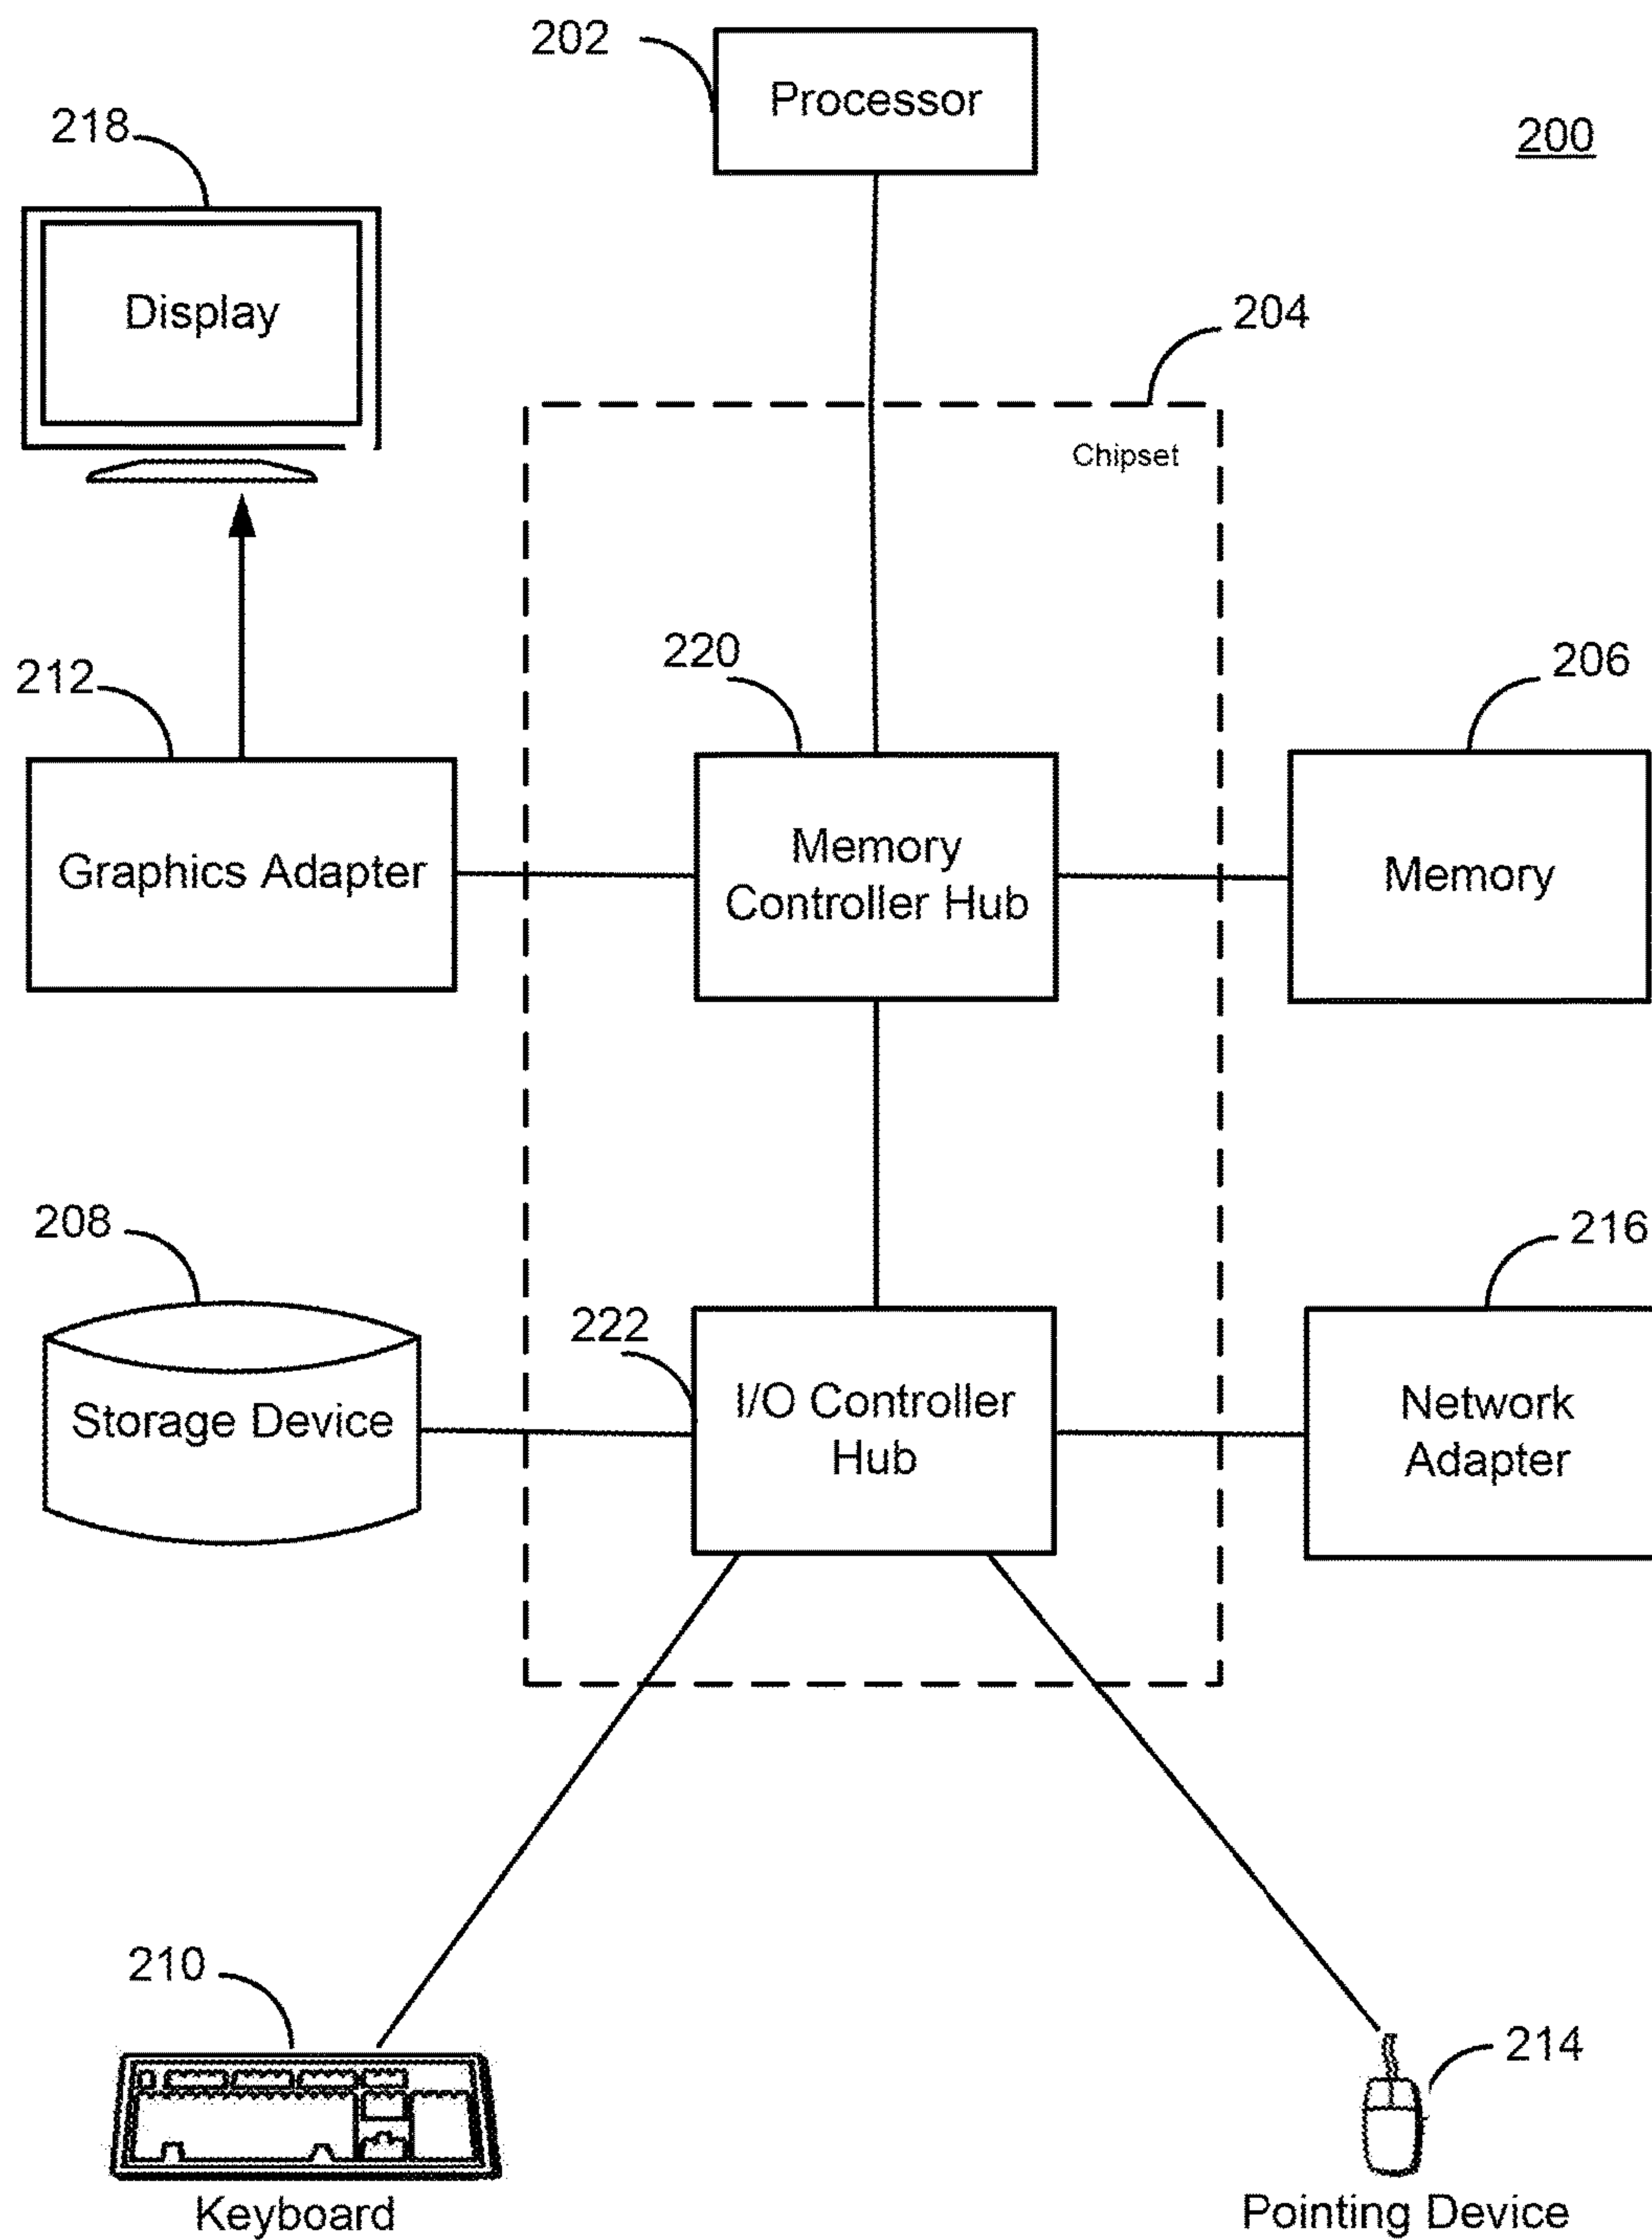 202
Processor
200
218
Display
204
Chipset
220
206
212
Memory
Controller Hub
Graphics Adapter
Memory
208
216
222
I/O Controller
Hub
Storage Device
Network
Adapter
210
214
Keyboard
Pointing Device